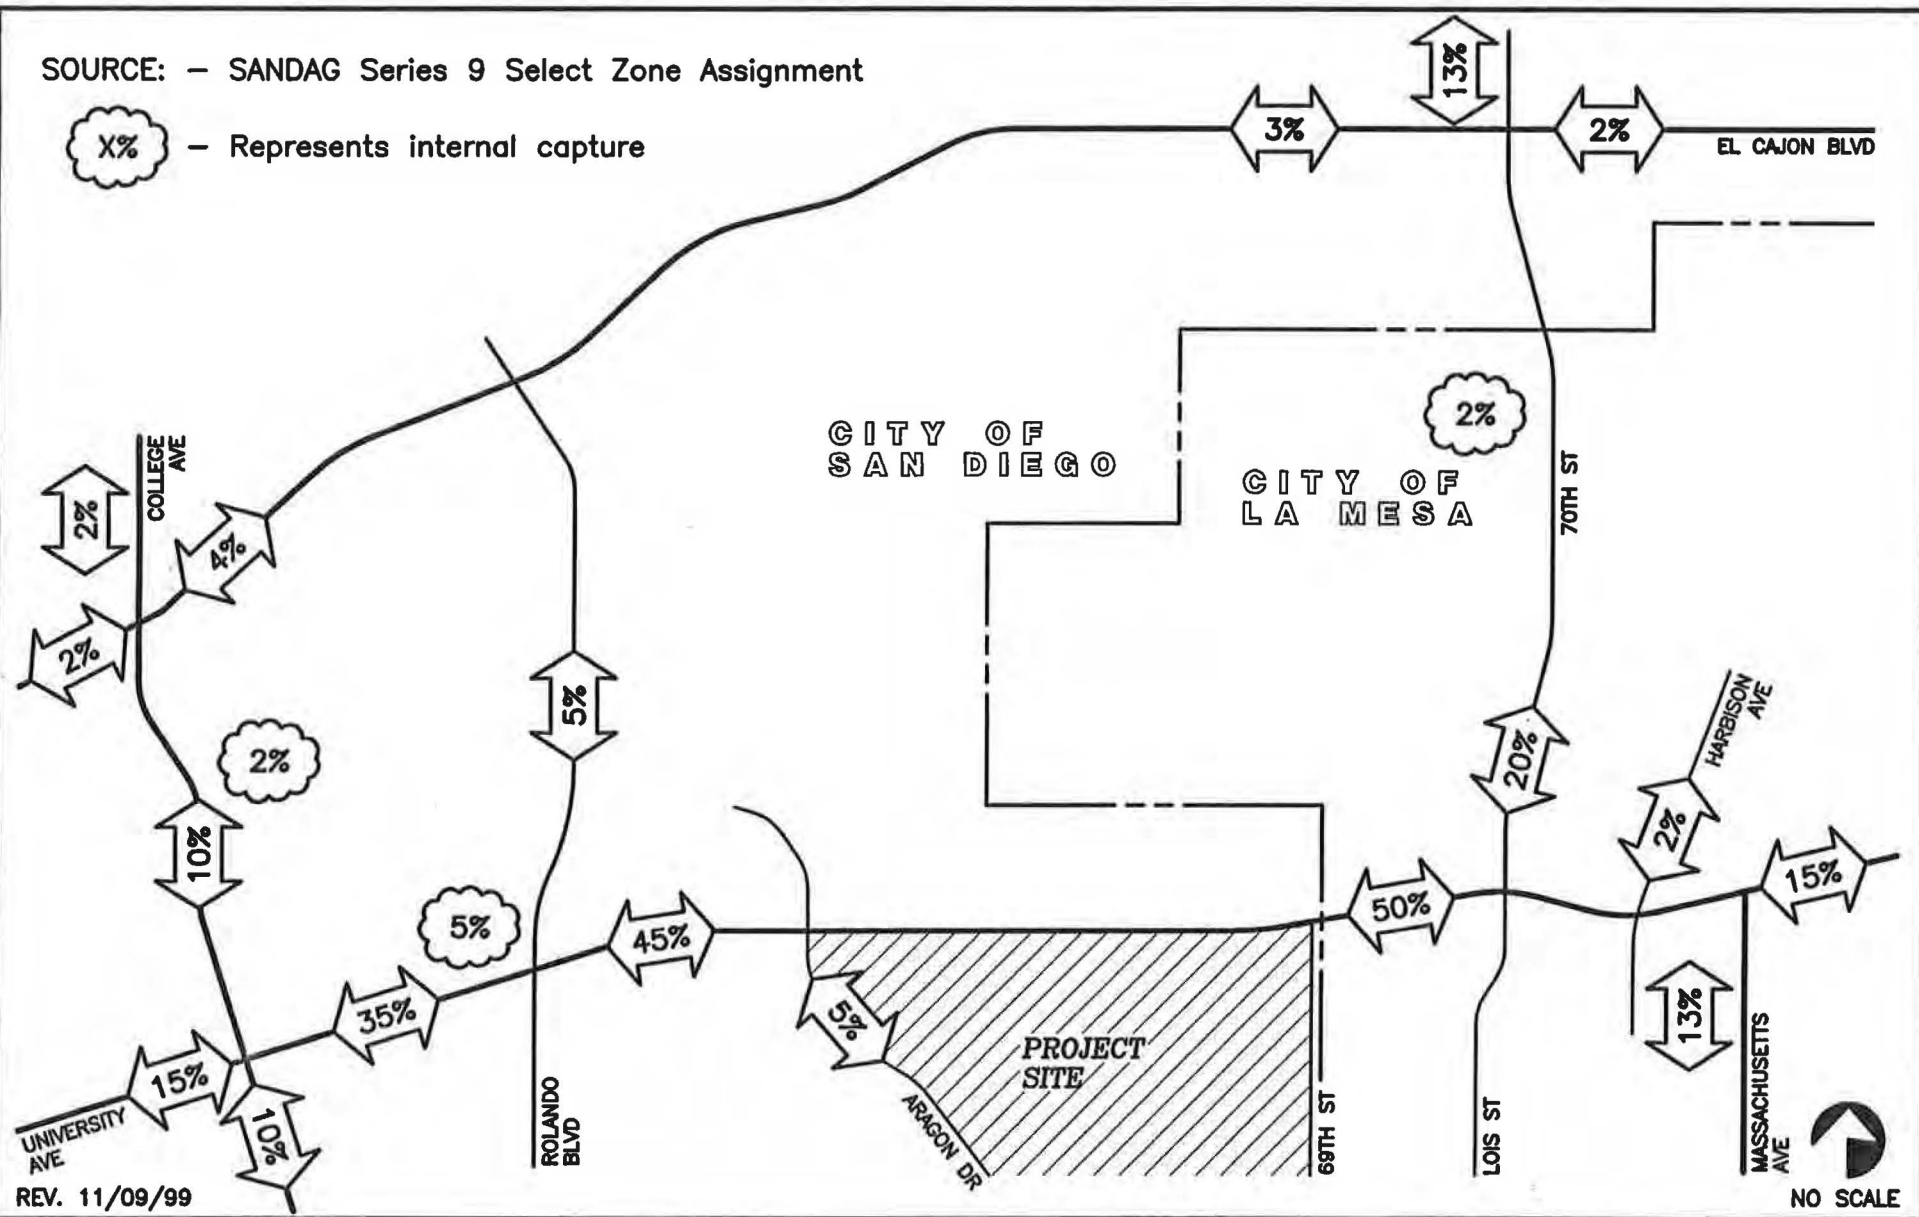 SOURCE: – SANDAG Series 9 Select Zone Assignment
X% – Represents internal capture
13%
3%
2%
EL CAJON BLVD
CITY OF
SAN DIEGO
2%
CITY OF
LA MESA
70TH ST
COLLEGE
AVE
2%
4%
2%
5%
2%
10%
20%
HARBISON
AVE
2%
15%
50%
5%
45%
35%
5%
PROJECT
SITE
13%
15%
10%
UNIVERSITY
AVE
ROLANDO
BLVD
ARAGON DR
69TH ST
LOIS ST
MASSACHUSETTS
AVE
REV. 11/09/99
NO SCALE